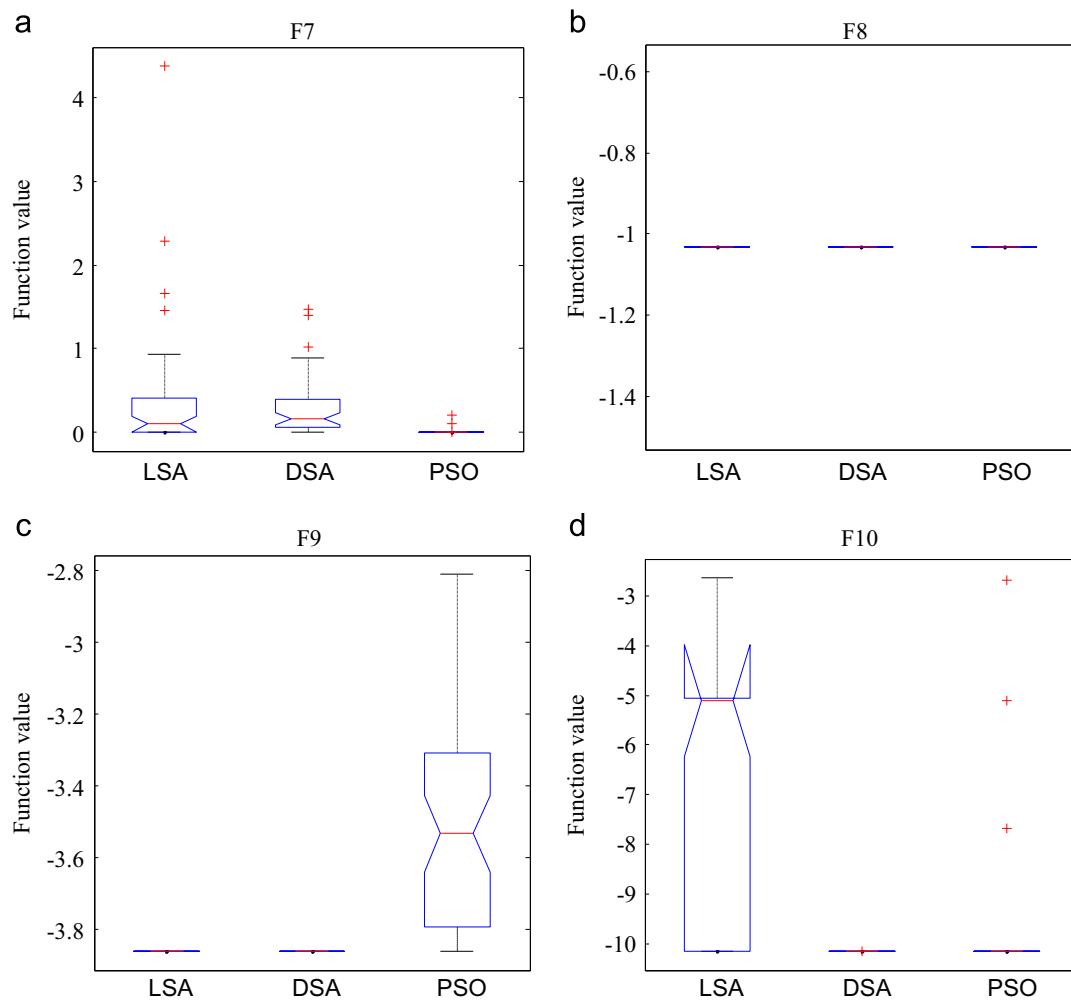 a
F7
Function value
4
3
2
1
0
LSA DSA PSO
b
F8
Function value
-0.6
-0.8
-1
-1.2
-1.4
LSA DSA PSO
c
F9
Function value
-2.8
-3
-3.2
-3.4
-3.6
-3.8
LSA DSA PSO
d
F10
Function value
-3
-4
-5
-6
-7
-8
-9
-10
LSA DSA PSO